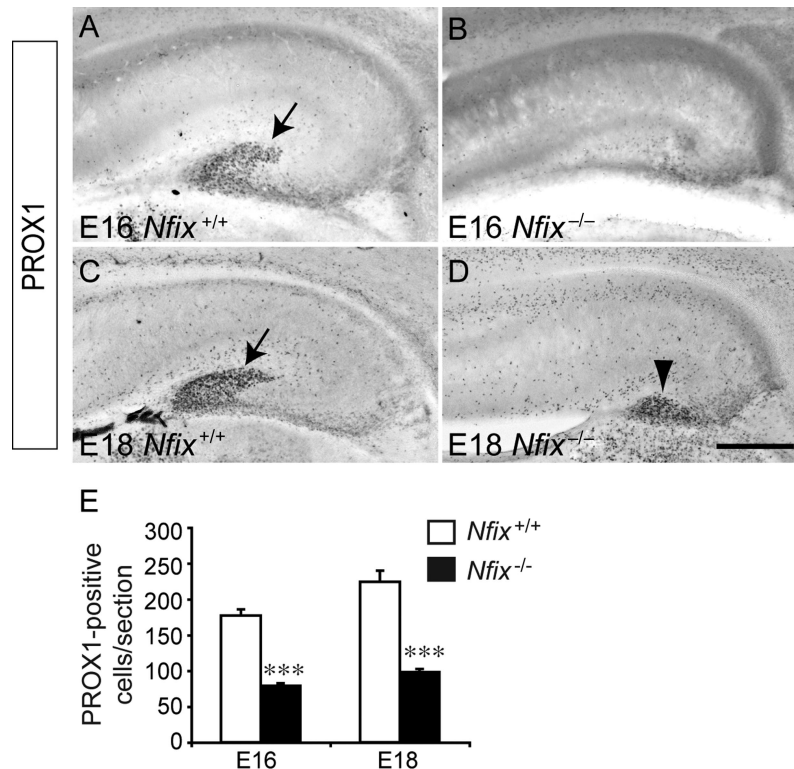 PROX1
A
E16 Nfix +/+
B
E16 Nfix –/–
C
E18 Nfix +/+
D
E18 Nfix –/–
E
PROX1-positive
cells/section
300
250
200
150
100
50
0
***
***
E16
E18
Nfix +/+
Nfix -/-